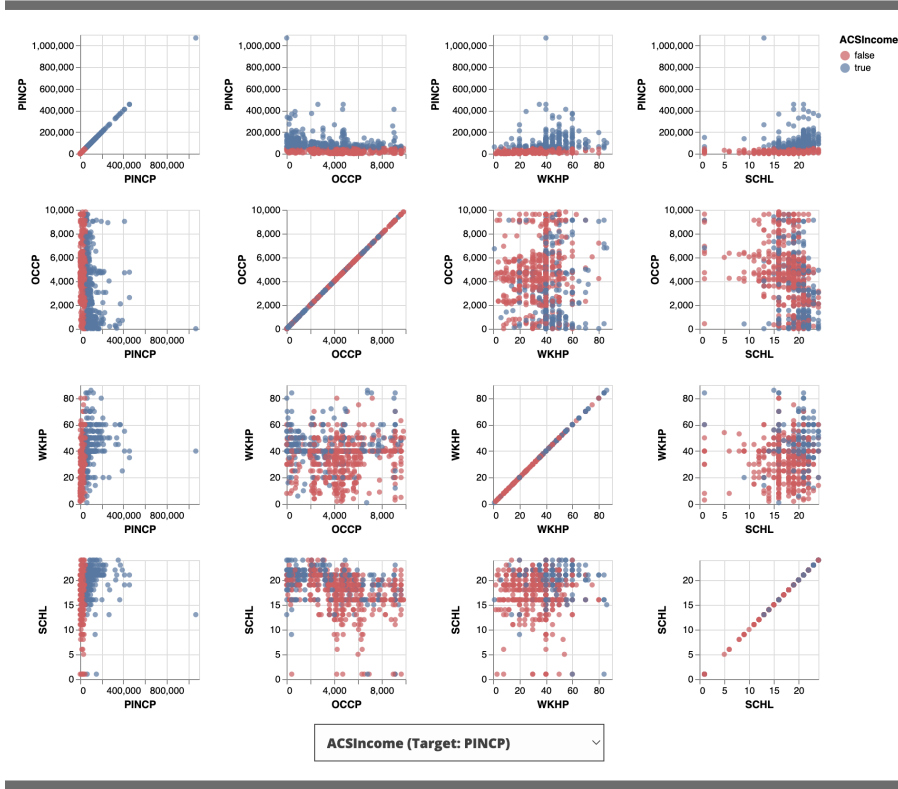 ACSIncome
false
true
1,000,000
800,000
600,000
400,000
200,000
0
PINCP
0 400,000 800,000
PINCP
1,000,000
800,000
600,000
400,000
200,000
0
PINCP
0 4,000 8,000
OCCP
1,000,000
800,000
600,000
400,000
200,000
0
PINCP
0 20 40 60 80
WKHP
1,000,000
800,000
600,000
400,000
200,000
0
PINCP
0 5 10 15 20
SCHL
10,000
8,000
6,000
4,000
2,000
0
OCCP
0 400,000 800,000
PINCP
10,000
8,000
6,000
4,000
2,000
0
OCCP
0 4,000 8,000
OCCP
10,000
8,000
6,000
4,000
2,000
0
OCCP
0 20 40 60 80
WKHP
10,000
8,000
6,000
4,000
2,000
0
OCCP
0 5 10 15 20
SCHL
80
60
40
20
0
WKHP
0 400,000 800,000
PINCP
80
60
40
20
0
WKHP
0 4,000 8,000
OCCP
80
60
40
20
0
WKHP
0 20 40 60 80
WKHP
80
60
40
20
0
WKHP
0 5 10 15 20
SCHL
20
15
10
5
0
SCHL
0 400,000 800,000
PINCP
20
15
10
5
0
SCHL
0 4,000 8,000
OCCP
20
15
10
5
0
SCHL
0 20 40 60 80
WKHP
20
15
10
5
0
SCHL
0 5 10 15 20
SCHL
ACSIncome (Target: PINCP)